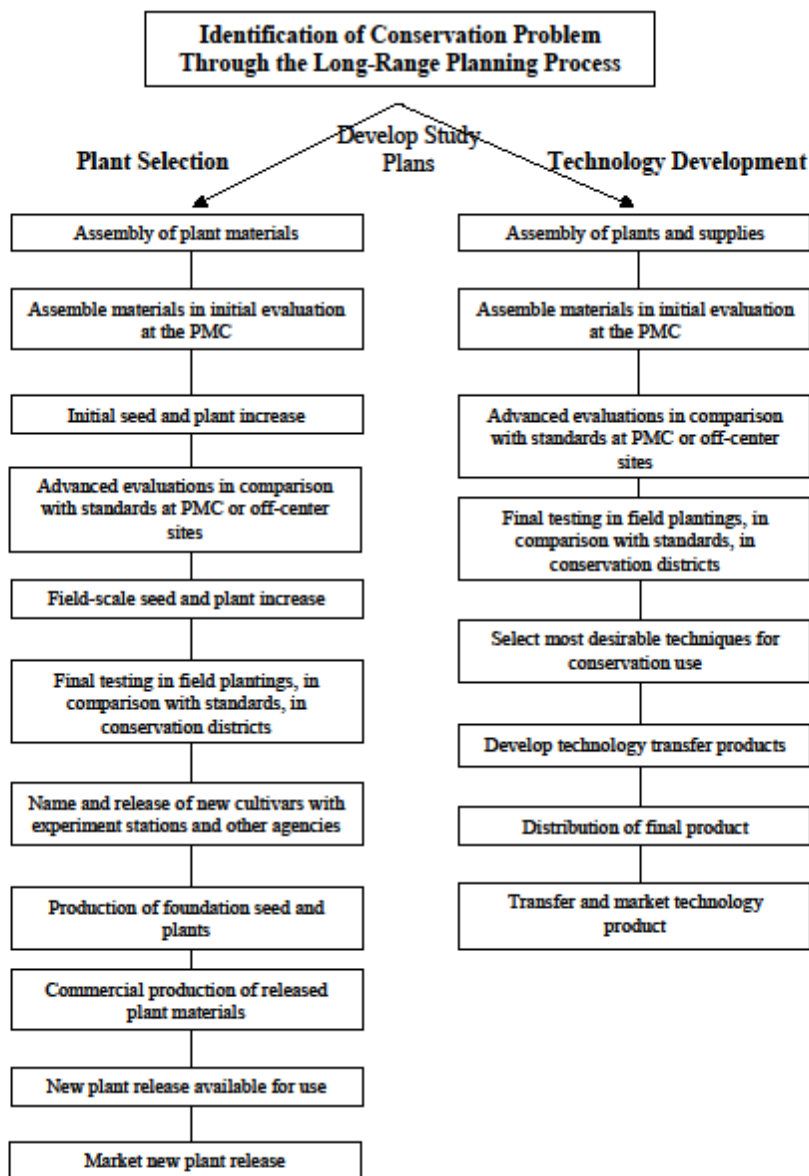 Identification of Conservation Problem
Through the Long-Range Planning Process
Develop Study
Plans
Plant Selection
Assembly of plant materials
Assemble materials in initial evaluation
at the PMC
Initial seed and plant increase
Advanced evaluations in comparison
with standards at PMC or off-center
sites
Field-scale seed and plant increase
Final testing in field plantings, in
comparison with standards, in
conservation districts
Name and release of new cultivars with
experiment stations and other agencies
Production of foundation seed and
plants
Commercial production of released
plant materials
New plant release available for use
Market new plant release
Technology Development
Assembly of plants and supplies
Assemble materials in initial evaluation
at the PMC
Advanced evaluations in comparison
with standards at PMC or off-center
sites
Final testing in field plantings, in
comparison with standards, in
conservation districts
Select most desirable techniques for
conservation use
Develop technology transfer products
Distribution of final product
Transfer and market technology
product